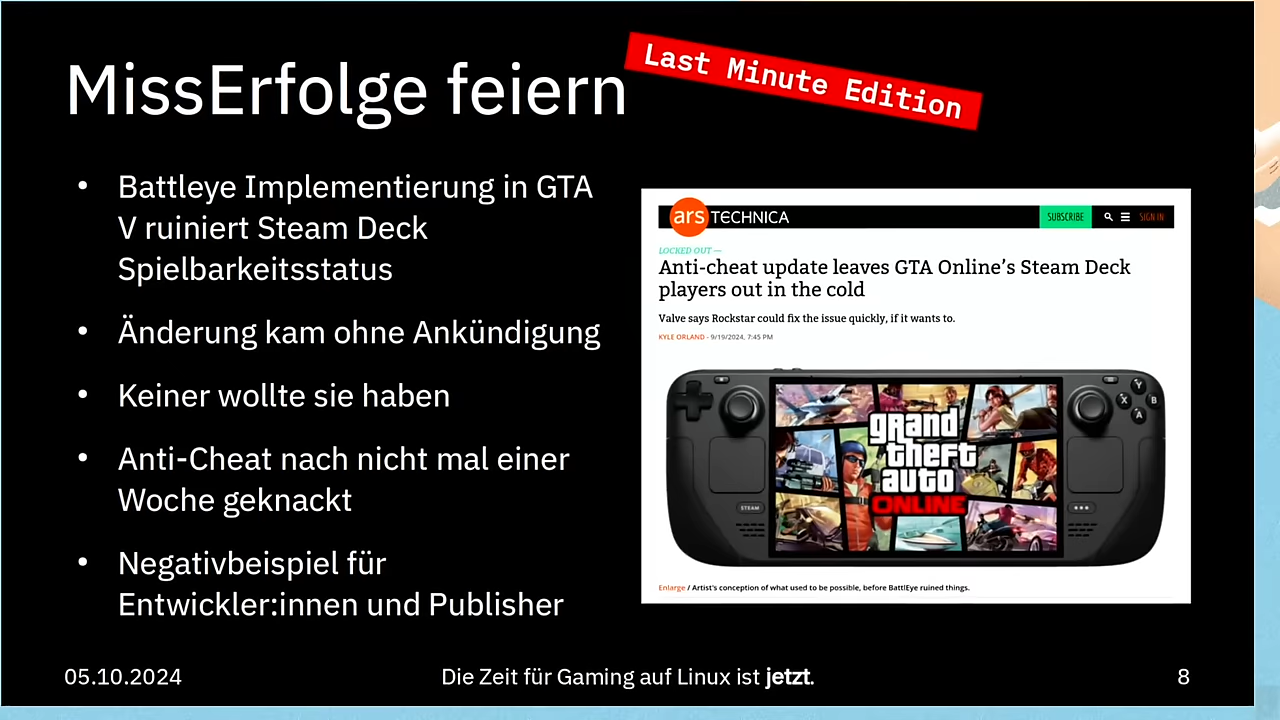 MissErfolge feiern
Last Minute Edition
• Battleye Implementierung in GTA
V ruiniert Steam Deck
Spielbarkeitsstatus
• Änderung kam ohne Ankündigung
• Keiner wollte sie haben
• Anti-Cheat nach nicht mal einer
Woche geknackt
• Negativbeispiel für
Entwickler:innen und Publisher
ars TECHNICA
SUBSCRIBE
SIGN IN
LOCKED OUT —
Anti-cheat update leaves GTA Online’s Steam Deck
players out in the cold
Valve says Rockstar could fix the issue quickly, if it wants to.
KYLE ORLAND - 9/19/2024, 7:45 PM
Y
X B
A
grand
theft
auto
ONLINE
STEAM
Enlarge / Artist's conception of what used to be possible, before BattlEye ruined things.
05.10.2024
Die Zeit für Gaming auf Linux ist jetzt.
8